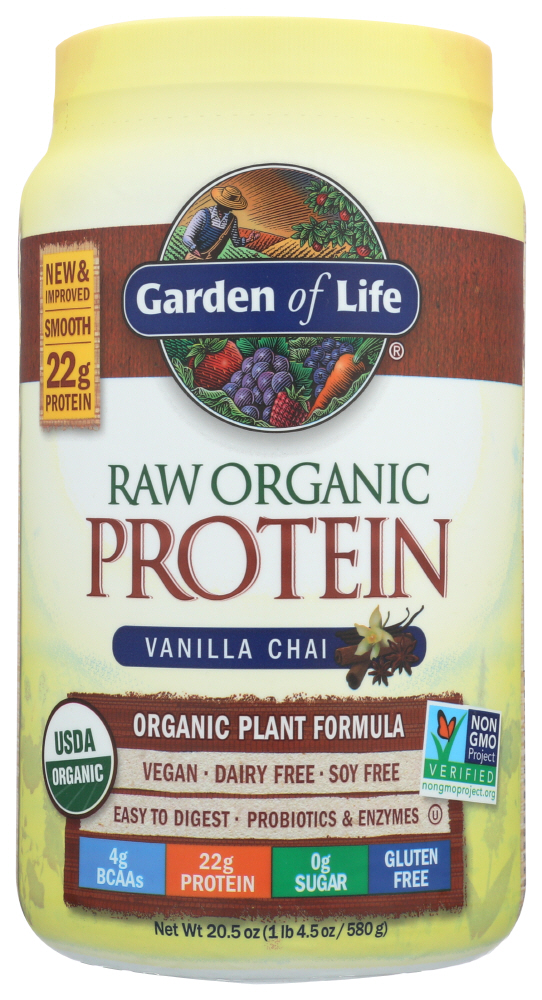 NEW &
IMPROVED
SMOOTH
22g
PROTEIN
Garden of Life
®
RAW ORGANIC
PROTEIN
VANILLA CHAI
USDA
ORGANIC
ORGANIC PLANT FORMULA
VEGAN · DAIRY FREE · SOY FREE
EASY TO DIGEST · PROBIOTICS & ENZYMES Ⓤ
NON
GMO
Project
VERIFIED
nongmoproject.org
4g
BCAAs
22g
PROTEIN
0g
SUGAR
GLUTEN
FREE
Net Wt 20.5 oz (1 lb 4.5 oz / 580 g)